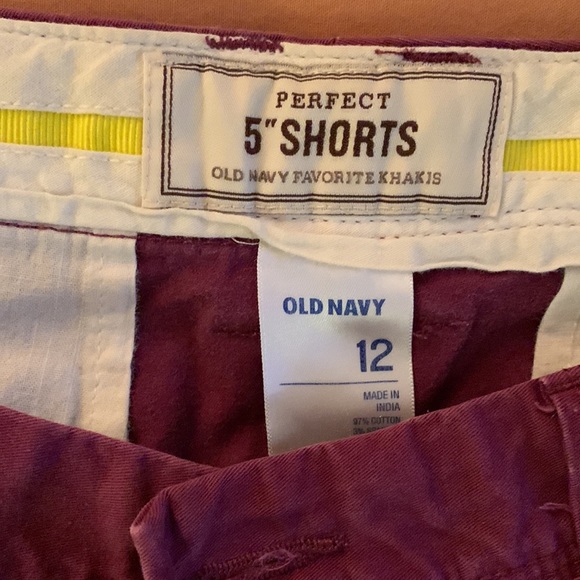 PERFECT
5" SHORTS
OLD NAVY FAVORITE KHAKIS
OLD NAVY
12
MADE IN
INDIA
97% COTTON